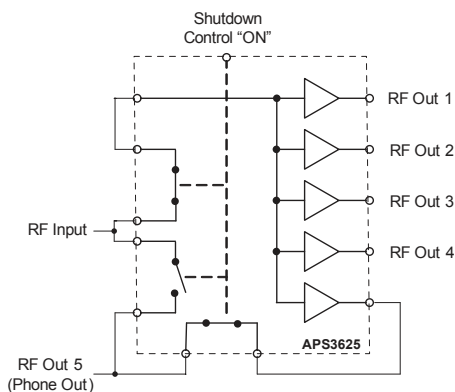 Shutdown
Control “ON”
RF Out 1
RF Out 2
RF Out 3
RF Input
RF Out 4
APS3625
RF Out 5
(Phone Out)